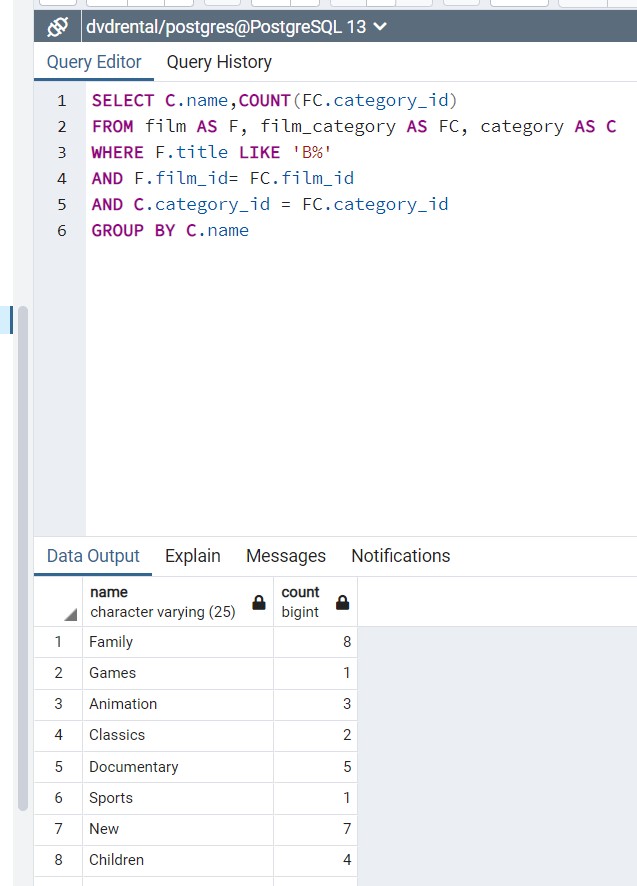 dvdrental/postgres@PostgreSQL 13
Query Editor Query History
1 SELECT C.name,COUNT(FC.category_id)
2 FROM film AS F, film_category AS FC, category AS C
3 WHERE F.title LIKE 'B%'
4 AND F.film_id= FC.film_id
5 AND C.category_id = FC.category_id
6 GROUP BY C.name
Data Output Explain Messages Notifications
name count
character varying (25) bigint
1 Family 8
2 Games 1
3 Animation 3
4 Classics 2
5 Documentary 5
6 Sports 1
7 New 7
8 Children 4